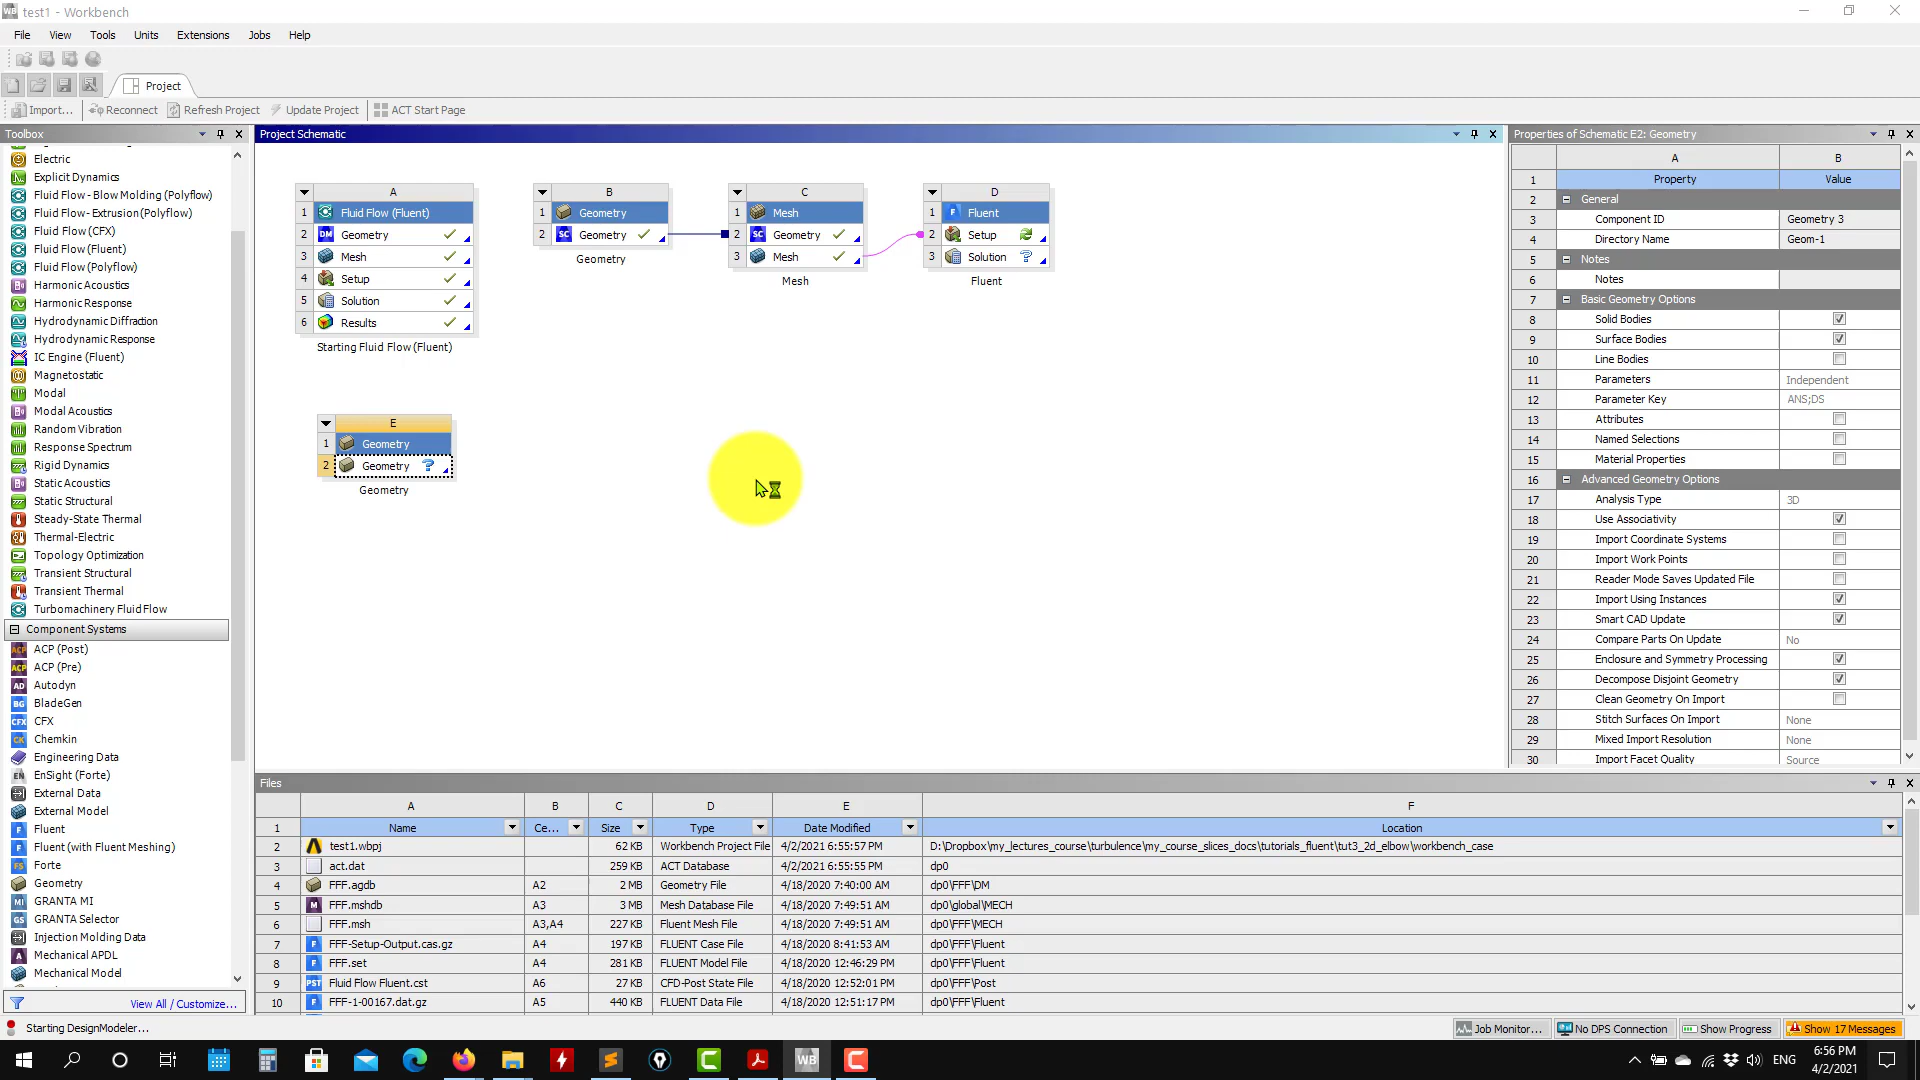 test1 - Workbench
File View Tools Units Extensions Jobs Help
Project
Import... Reconnect Refresh Project Update Project ACT Start Page
Toolbox
Electric
Explicit Dynamics
Fluid Flow - Blow Molding (Polyflow)
Fluid Flow - Extrusion (Polyflow)
Fluid Flow (CFX)
Fluid Flow (Fluent)
Fluid Flow (Polyflow)
Harmonic Acoustics
Harmonic Response
Hydrodynamic Diffraction
Hydrodynamic Response
IC Engine (Fluent)
Magnetostatic
Modal
Modal Acoustics
Random Vibration
Response Spectrum
Rigid Dynamics
Static Acoustics
Static Structural
Steady-State Thermal
Thermal-Electric
Topology Optimization
Transient Structural
Transient Thermal
Turbomachinery Fluid Flow
Component Systems
ACP (Post)
ACP (Pre)
Autodyn
BladeGen
CFX
Chemkin
Engineering Data
EnSight (Forte)
External Data
External Model
Fluent
Fluent (with Fluent Meshing)
Forte
Geometry
GRANTA MI
GRANTA Selector
Injection Molding Data
Mechanical APDL
Mechanical Model
View All / Customize...
Project Schematic
A
1 Fluid Flow (Fluent)
2 DM Geometry
3 Mesh
4 Setup
5 Solution
6 Results
Starting Fluid Flow (Fluent)
B
1 Geometry
2 SC Geometry
Geometry
C
1 Mesh
2 SC Geometry
3 Mesh
Mesh
D
1 Fluent
2 Setup
3 Solution ?
Fluent
E
1 Geometry
2 Geometry ?
Geometry
Properties of Schematic E2: Geometry
A B
1 Property Value
2 General
3 Component ID Geometry 3
4 Directory Name Geom-1
5 Notes
6 Notes
7 Basic Geometry Options
8 Solid Bodies
9 Surface Bodies
10 Line Bodies
11 Parameters Independent
12 Parameter Key ANS;DS
13 Attributes
14 Named Selections
15 Material Properties
16 Advanced Geometry Options
17 Analysis Type 3D
18 Use Associativity
19 Import Coordinate Systems
20 Import Work Points
21 Reader Mode Saves Updated File
22 Import Using Instances
23 Smart CAD Update
24 Compare Parts On Update No
25 Enclosure and Symmetry Processing
26 Decompose Disjoint Geometry
27 Clean Geometry On Import
28 Stitch Surfaces On Import None
29 Mixed Import Resolution None
30 Import Facet Quality Source
Files
A B C D E F
1 Name Ce... Size Type Date Modified Location
2 test1.wbpj 62 KB Workbench Project File 4/2/2021 6:55:57 PM D:\Dropbox\my_lectures_course\turbulence\my_course_slices_docs\tutorials_fluent\tut3_2d_elbow\workbench_case
3 act.dat 259 KB ACT Database 4/2/2021 6:55:55 PM dp0
4 FFF.agdb A2 2 MB Geometry File 4/18/2020 7:40:00 AM dp0\FFF\DM
5 FFF.mshdb A3 3 MB Mesh Database File 4/18/2020 7:49:51 AM dp0\global\MECH
6 FFF.msh A3,A4 227 KB Fluent Mesh File 4/18/2020 7:49:51 AM dp0\FFF\MECH
7 FFF-Setup-Output.cas.gz A4 197 KB FLUENT Case File 4/18/2020 8:41:53 AM dp0\FFF\Fluent
8 FFF.set A4 281 KB FLUENT Model File 4/18/2020 12:46:29 PM dp0\FFF\Fluent
9 Fluid Flow Fluent.cst A6 27 KB CFD-Post State File 4/18/2020 12:52:01 PM dp0\FFF\Post
10 FFF-1-00167.dat.gz A5 440 KB FLUENT Data File 4/18/2020 12:51:17 PM dp0\FFF\Fluent
Starting DesignModeler...
Job Monitor... No DPS Connection Show Progress Show 17 Messages
ENG
6:56 PM
4/2/2021